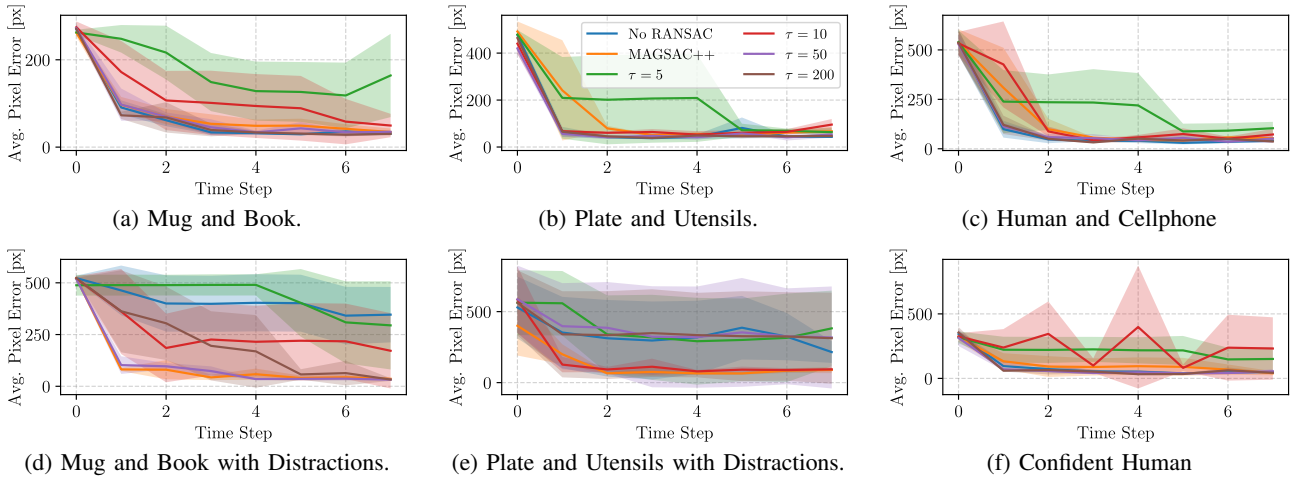 Avg. Pixel Error [px]
200
0
0 2 4 6
Time Step
(a) Mug and Book.
Avg. Pixel Error [px]
400
200
0
0 2 4 6
Time Step
No RANSAC
MAGSAC++
τ = 5
τ = 10
τ = 50
τ = 200
(b) Plate and Utensils.
Avg. Pixel Error [px]
500
250
0
0 2 4 6
Time Step
(c) Human and Cellphone
Avg. Pixel Error [px]
500
250
0
0 2 4 6
Time Step
(d) Mug and Book with Distractions.
Avg. Pixel Error [px]
500
0
0 2 4 6
Time Step
(e) Plate and Utensils with Distractions.
Avg. Pixel Error [px]
500
0
0 2 4 6
Time Step
(f) Confident Human